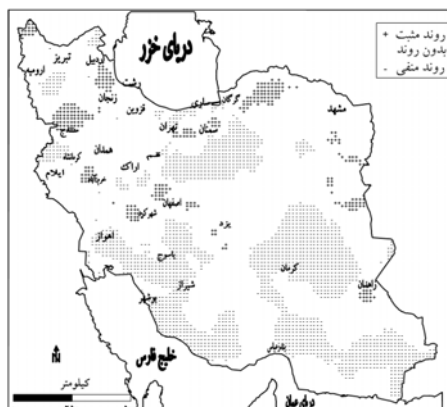 روند مثبت +
بدون روند
روند منفی -
دریای خزر
تبریز
اردبیل
ارومیه
رشت
زنجان
قزوین
ساری
گرگان
مشهد
سنندج
تهران
سمنان
همدان
کرمانشاه
قم
اراک
ایلام
خرم‌آباد
اصفهان
شهرکرد
یزد
اهواز
یاسوج
کرمان
شیراز
زاهدان
بوشهر
بندرعباس
خلیج فارس
کیلومتر
دریای عمان